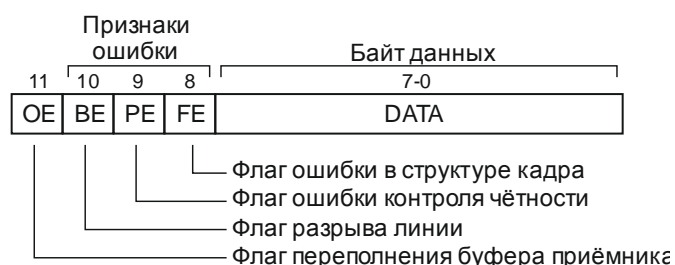 Признаки
ошибки
Байт данных
11 10 9 8 7-0
OE BE PE FE DATA
Флаг ошибки в структуре кадра
Флаг ошибки контроля чётности
Флаг разрыва линии
Флаг переполнения буфера приёмника